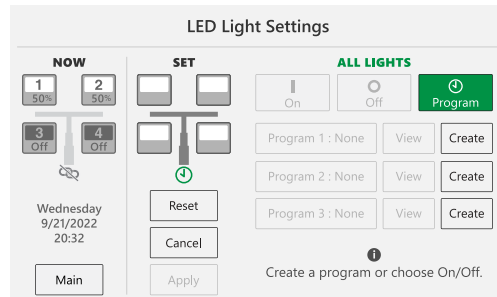 LED Light Settings
NOW
SET
ALL LIGHTS
1
50%
2
50%
3
Off
4
Off
On
Off
Program
Program 1 : None
View
Create
Program 2 : None
View
Create
Program 3 : None
View
Create
Wednesday
9/21/2022
20:32
Reset
Cancel
Main
Apply
Create a program or choose On/Off.